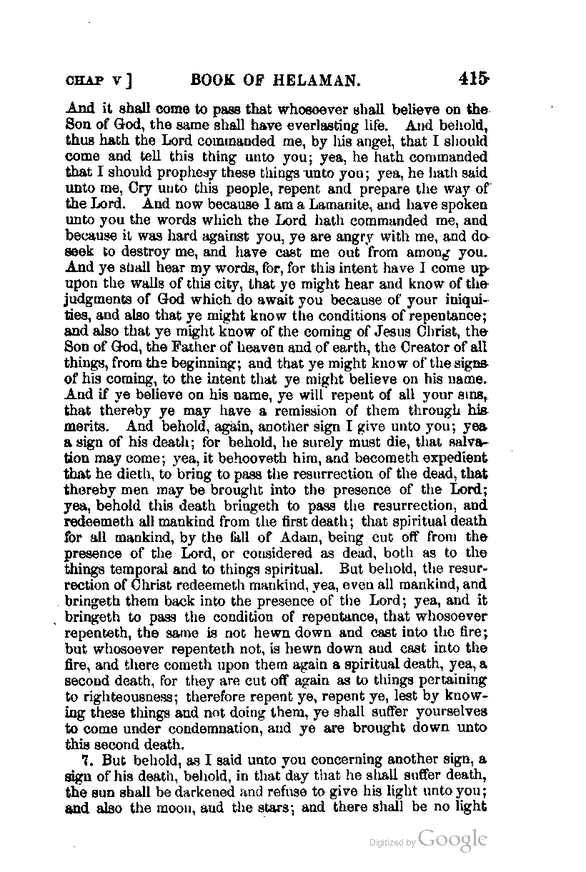 CHAP V] BOOK OF HELAMAN. 415
And it shall come to pass that whosoever shall believe on the
Son of God, the same shall have everlasting life. And behold,
thus hath the Lord commanded me, by his angel, that I should
come and tell this thing unto you; yea, he hath commanded
that I should prophesy these things unto you; yea, he hath said
unto me, Cry unto this people, repent and prepare the way of
the Lord. And now because I am a Lamanite, and have spoken
unto you the words which the Lord hath commanded me, and
because it was hard against you, ye are angry with me, and do
seek to destroy me, and have cast me out from among you.
And ye shall hear my words, for, for this intent have I come up
upon the walls of this city, that ye might hear and know of the
judgments of God which do await you because of your iniqui-
ties, and also that ye might know the conditions of repentance;
and also that ye might know of the coming of Jesus Christ, the
Son of God, the Father of heaven and of earth, the Creator of all
things, from the beginning; and that ye might know of the signs
of his coming, to the intent that ye might believe on his name.
And if ye believe on his name, ye will repent of all your sins,
that thereby ye may have a remission of them through his
merits. And behold, again, another sign I give unto you; yea
a sign of his death; for behold, he surely must die, that salva-
tion may come; yea, it behooveth him, and becometh expedient
that he dieth, to bring to pass the resurrection of the dead, that
thereby men may be brought into the presence of the Lord;
yea, behold this death bringeth to pass the resurrection, and
redeemeth all mankind from the first death; that spiritual death
for all mankind, by the fall of Adam, being cut off from the
presence of the Lord, or considered as dead, both as to the
things temporal and to things spiritual. But behold, the resur-
rection of Christ redeemeth mankind, yea, even all mankind, and
bringeth them back into the presence of the Lord; yea, and it
bringeth to pass the condition of repentance, that whosoever
repenteth, the same is not hewn down and cast into the fire;
but whosoever repenteth not, is hewn down and cast into the
fire, and there cometh upon them again a spiritual death, yea, a
second death, for they are cut off again as to things pertaining
to righteousness; therefore repent ye, repent ye, lest by know-
ing these things and not doing them, ye shall suffer yourselves
to come under condemnation, and ye are brought down unto
this second death.
7. But behold, as I said unto you concerning another sign, a
sign of his death, behold, in that day that he shall suffer death,
the sun shall be darkened and refuse to give his light unto you;
and also the moon, and the stars; and there shall be no light
Digitized by Google